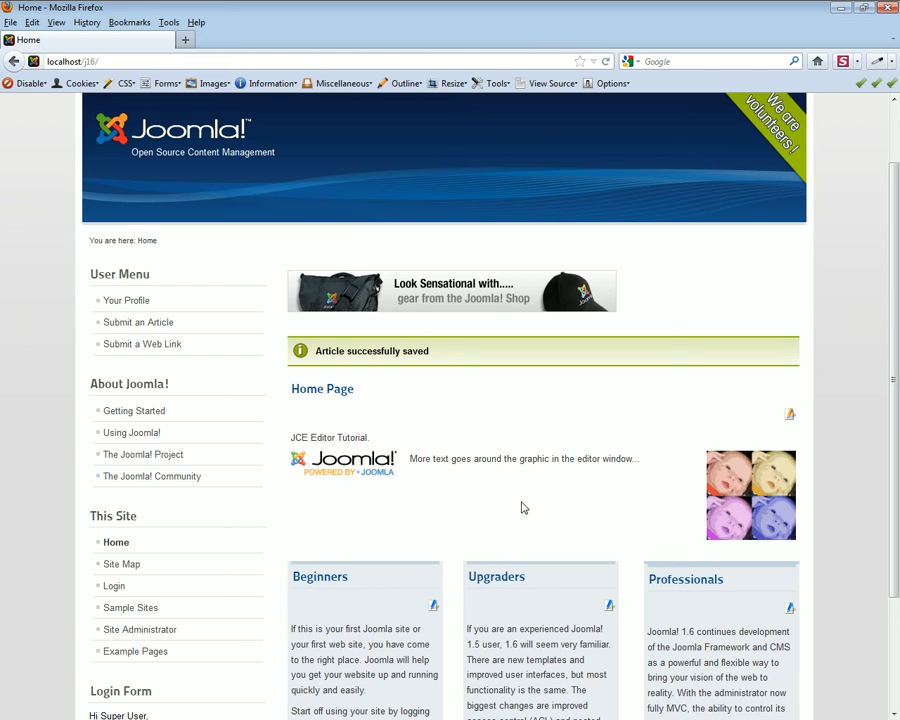 Home - Mozilla Firefox
File Edit View History Bookmarks Tools Help
Home
localhost/j16/
Google
Disable Cookies CSS Forms Images Information Miscellaneous Outline Resize Tools View Source Options
Joomla!™
Open Source Content Management
We are
volunteers!
You are here: Home
User Menu
Your Profile
Submit an Article
Submit a Web Link
About Joomla!
Getting Started
Using Joomla!
The Joomla! Project
The Joomla! Community
This Site
Home
Site Map
Login
Sample Sites
Site Administrator
Example Pages
Login Form
Hi Super User,
Look Sensational with.....
gear from the Joomla! Shop
Article successfully saved
Home Page
JCE Editor Tutorial.
Joomla!
POWERED BY • JOOMLA
More text goes around the graphic in the editor window...
Beginners
If this is your first Joomla site or
your first web site, you have come
to the right place. Joomla will help
you get your website up and running
quickly and easily.
Start off using your site by logging
Upgraders
If you are an experienced Joomla!
1.5 user, 1.6 will seem very familiar.
There are new templates and
improved user interfaces, but most
functionality is the same. The
biggest changes are improved
Professionals
Joomla! 1.6 continues development
of the Joomla Framework and CMS
as a powerful and flexible way to
bring your vision of the web to
reality. With the administrator now
fully MVC, the ability to control its